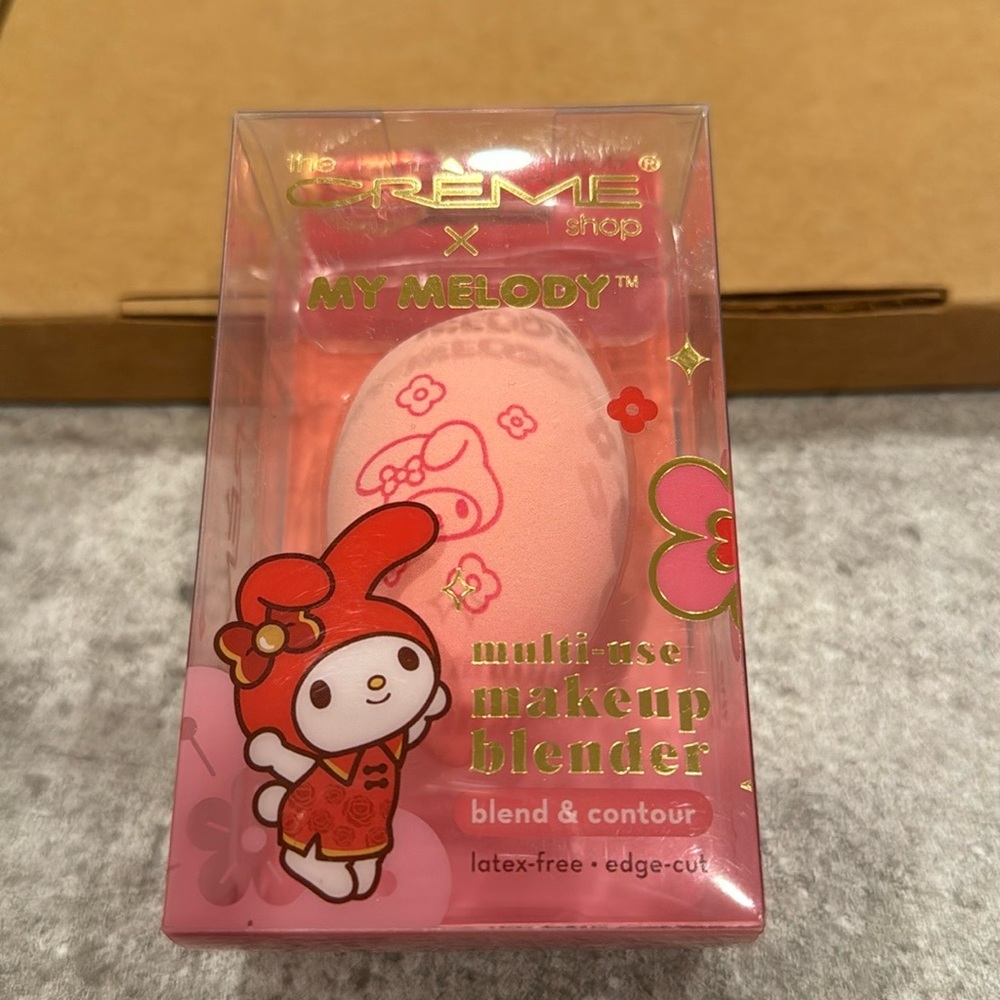 the
CRÈME®
shop
×
MY MELODY™
multi-use
makeup
blender
blend & contour
latex-free • edge-cut